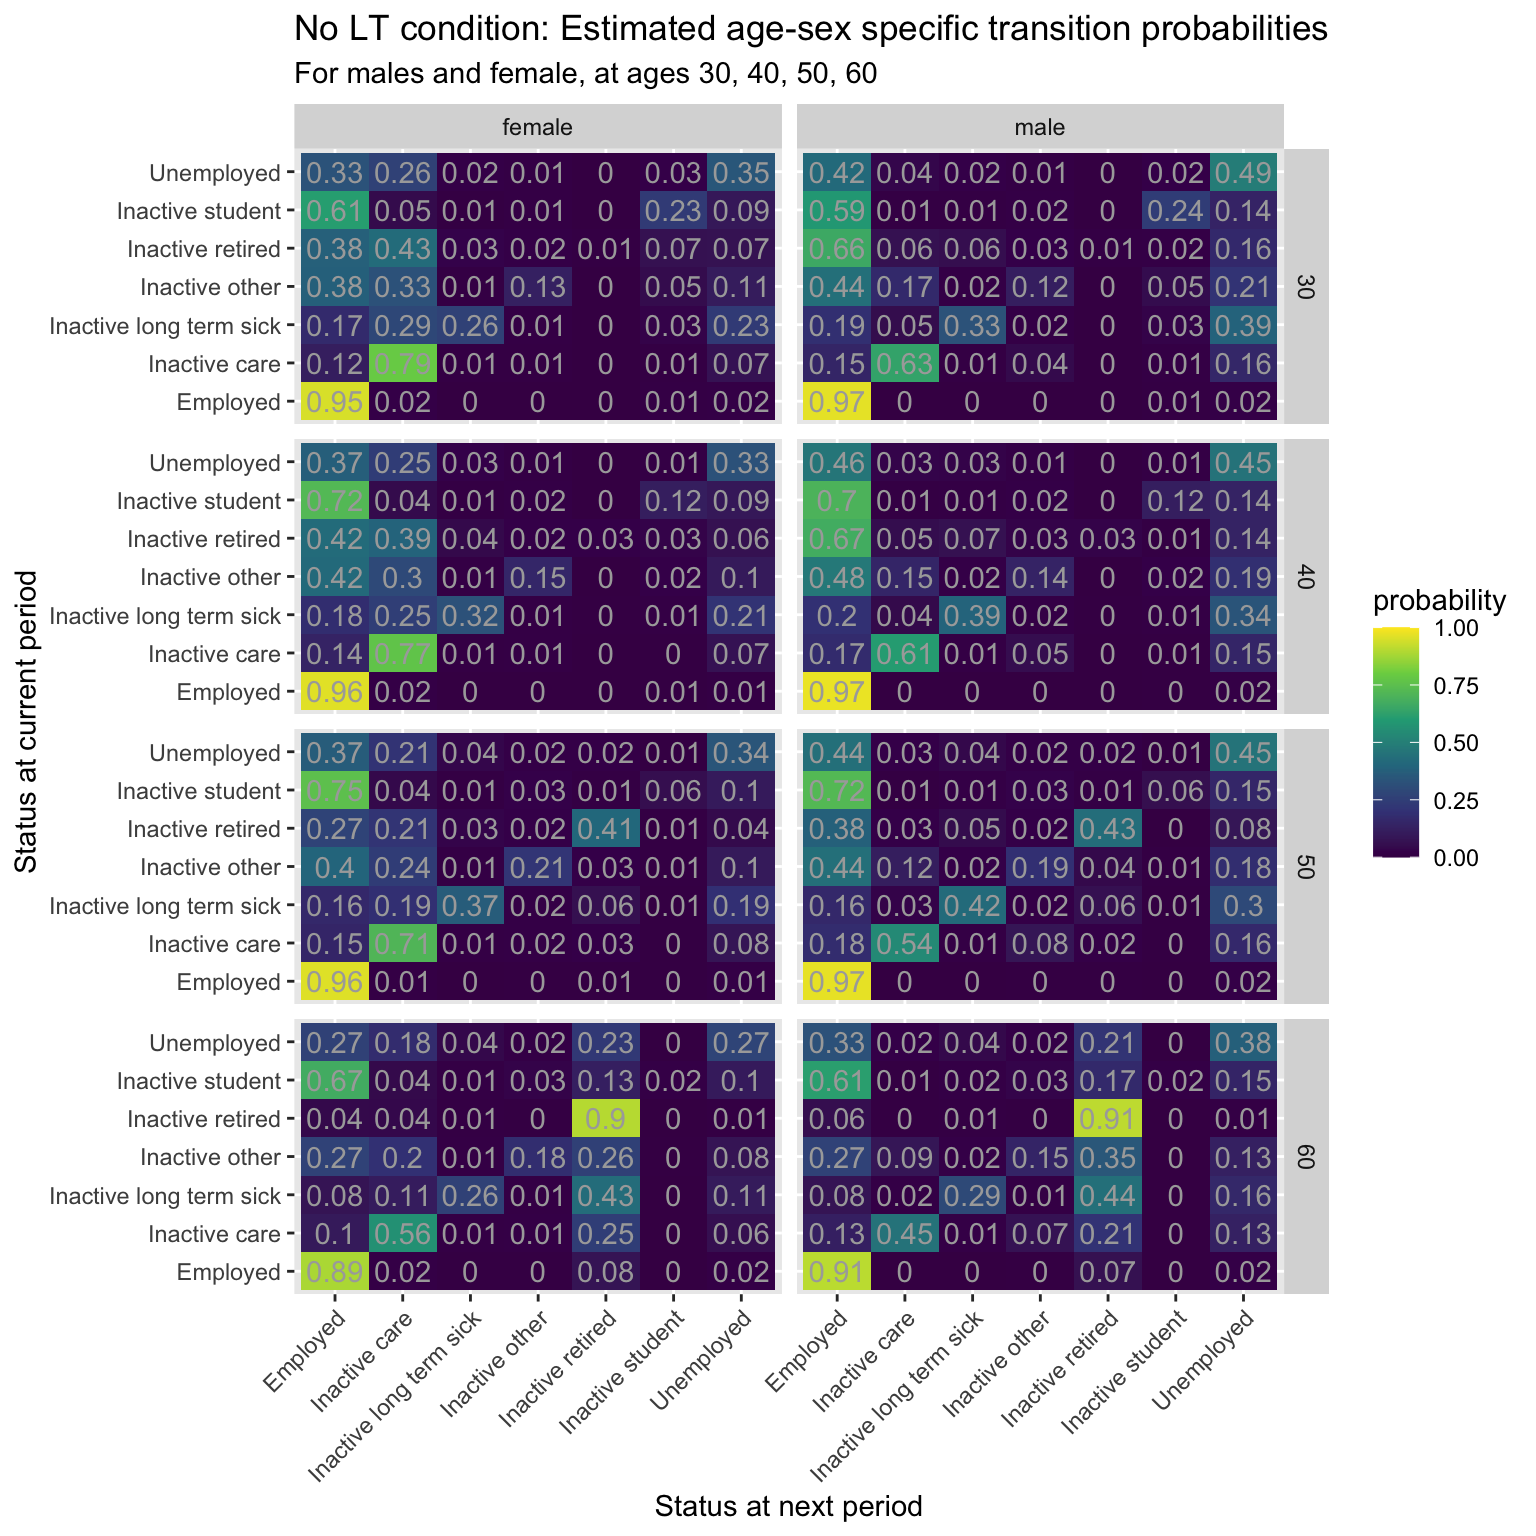 No LT condition: Estimated age-sex specific transition probabilities
For males and female, at ages 30, 40, 50, 60
female male
Unemployed 0.33 0.26 0.02 0.01 0 0.03 0.35 0.42 0.04 0.02 0.01 0 0.02 0.49
Inactive student 0.61 0.05 0.01 0.01 0 0.23 0.09 0.59 0.01 0.01 0.02 0 0.24 0.14
Inactive retired 0.38 0.43 0.03 0.02 0.01 0.07 0.07 0.66 0.06 0.06 0.03 0.01 0.02 0.16
Inactive other 0.38 0.33 0.01 0.13 0 0.05 0.11 0.44 0.17 0.02 0.12 0 0.05 0.21 30
Inactive long term sick 0.17 0.29 0.26 0.01 0 0.03 0.23 0.19 0.05 0.33 0.02 0 0.03 0.39
Inactive care 0.12 0.79 0.01 0.01 0 0.01 0.07 0.15 0.63 0.01 0.04 0 0.01 0.16
Employed 0.95 0.02 0 0 0 0.01 0.02 0.97 0 0 0 0 0.01 0.02
Unemployed 0.37 0.25 0.03 0.01 0 0.01 0.33 0.46 0.03 0.03 0.01 0 0.01 0.45
Inactive student 0.72 0.04 0.01 0.02 0 0.12 0.09 0.7 0.01 0.01 0.02 0 0.12 0.14
Inactive retired 0.42 0.39 0.04 0.02 0.03 0.03 0.06 0.67 0.05 0.07 0.03 0.03 0.01 0.14
Inactive other 0.42 0.3 0.01 0.15 0 0.02 0.1 0.48 0.15 0.02 0.14 0 0.02 0.19 40
Inactive long term sick 0.18 0.25 0.32 0.01 0 0.01 0.21 0.2 0.04 0.39 0.02 0 0.01 0.34
Inactive care 0.14 0.77 0.01 0.01 0 0 0.07 0.17 0.61 0.01 0.05 0 0.01 0.15
Employed 0.96 0.02 0 0 0 0.01 0.01 0.97 0 0 0 0 0 0.02
Unemployed 0.37 0.21 0.04 0.02 0.02 0.01 0.34 0.44 0.03 0.04 0.02 0.02 0.01 0.45
Inactive student 0.75 0.04 0.01 0.03 0.01 0.06 0.1 0.72 0.01 0.01 0.03 0.01 0.06 0.15
Inactive retired 0.27 0.21 0.03 0.02 0.41 0.01 0.04 0.38 0.03 0.05 0.02 0.43 0 0.08
Inactive other 0.4 0.24 0.01 0.21 0.03 0.01 0.1 0.44 0.12 0.02 0.19 0.04 0.01 0.18 50
Inactive long term sick 0.16 0.19 0.37 0.02 0.06 0.01 0.19 0.16 0.03 0.42 0.02 0.06 0.01 0.3
Inactive care 0.15 0.71 0.01 0.02 0.03 0 0.08 0.18 0.54 0.01 0.08 0.02 0 0.16
Employed 0.96 0.01 0 0 0.01 0 0.01 0.97 0 0 0 0 0 0.02
Unemployed 0.27 0.18 0.04 0.02 0.23 0 0.27 0.33 0.02 0.04 0.02 0.21 0 0.38
Inactive student 0.67 0.04 0.01 0.03 0.13 0.02 0.1 0.61 0.01 0.02 0.03 0.17 0.02 0.15
Inactive retired 0.04 0.04 0.01 0 0.9 0 0.01 0.06 0 0.01 0 0.91 0 0.01
Inactive other 0.27 0.2 0.01 0.18 0.26 0 0.08 0.27 0.09 0.02 0.15 0.35 0 0.13 60
Inactive long term sick 0.08 0.11 0.26 0.01 0.43 0 0.11 0.08 0.02 0.29 0.01 0.44 0 0.16
Inactive care 0.1 0.56 0.01 0.01 0.25 0 0.06 0.13 0.45 0.01 0.07 0.21 0 0.13
Employed 0.89 0.02 0 0 0.08 0 0.02 0.91 0 0 0 0.07 0 0.02
Employed Inactive care Inactive long term sick Inactive other Inactive retired Inactive student Unemployed Employed Inactive care Inactive long term sick Inactive other Inactive retired Inactive student Unemployed
Status at next period
Status at current period
probability
1.00
0.75
0.50
0.25
0.00